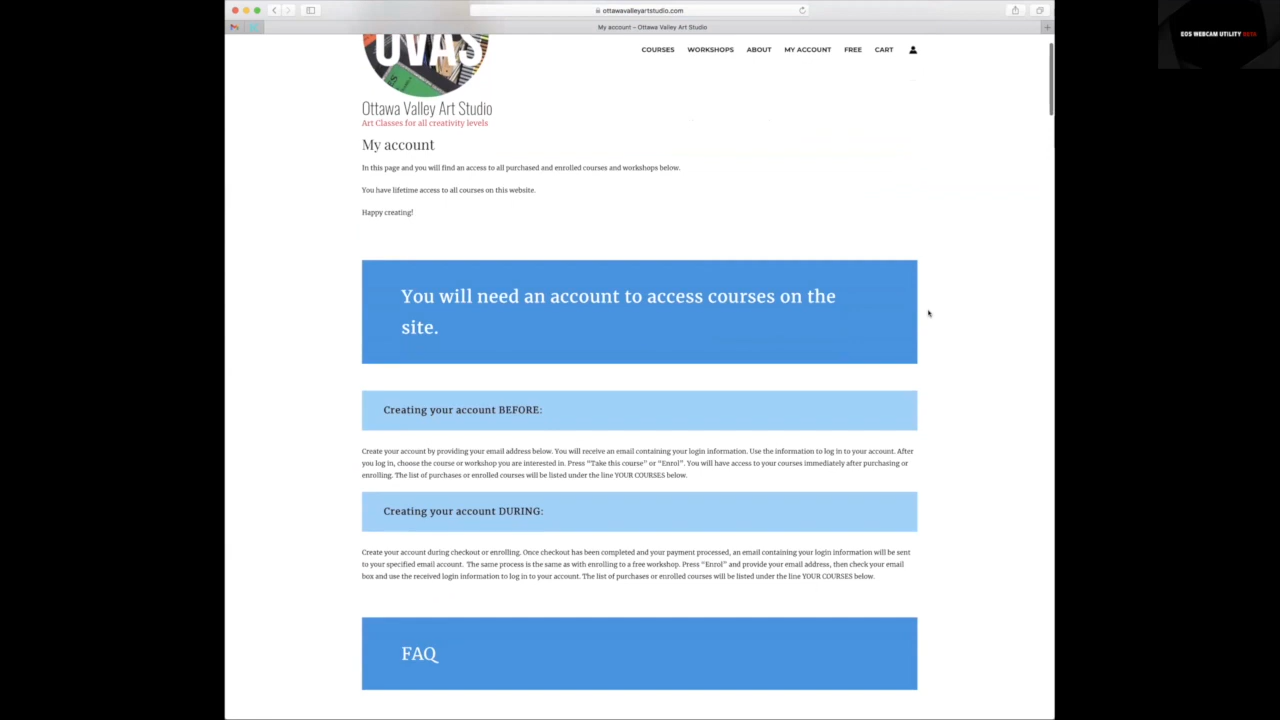 ottawavalleyartstudio.com
My account – Ottawa Valley Art Studio
EOS WEBCAM UTILITY BETA
UVAS
COURSES WORKSHOPS ABOUT MY ACCOUNT FREE CART
Ottawa Valley Art Studio
Art Classes for all creativity levels
My account
In this page and you will find an access to all purchased and enrolled courses and workshops below.
You have lifetime access to all courses on this website.
Happy creating!
You will need an account to access courses on the
site.
Creating your account BEFORE:
Create your account by providing your email address below. You will receive an email containing your login information. Use the information to log in to your account. After
you log in, choose the course or workshop you are interested in. Press “Take this course” or “Enrol”. You will have access to your courses immediately after purchasing or
enrolling. The list of purchases or enrolled courses will be listed under the line YOUR COURSES below.
Creating your account DURING:
Create your account during checkout or enrolling. Once checkout has been completed and your payment processed, an email containing your login information will be sent
to your specified email account. The same process is the same as with enrolling to a free workshop. Press “Enrol” and provide your email address, then check your email
box and use the received login information to log in to your account. The list of purchases or enrolled courses will be listed under the line YOUR COURSES below.
FAQ